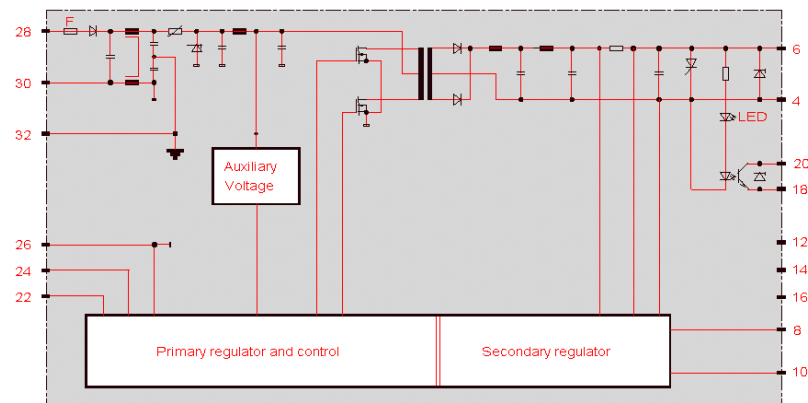 F
28
6
30
4
LED
32
Auxiliary
Voltage
20
18
26
12
24
14
22
16
8
Primary regulator and control
Secondary regulator
10